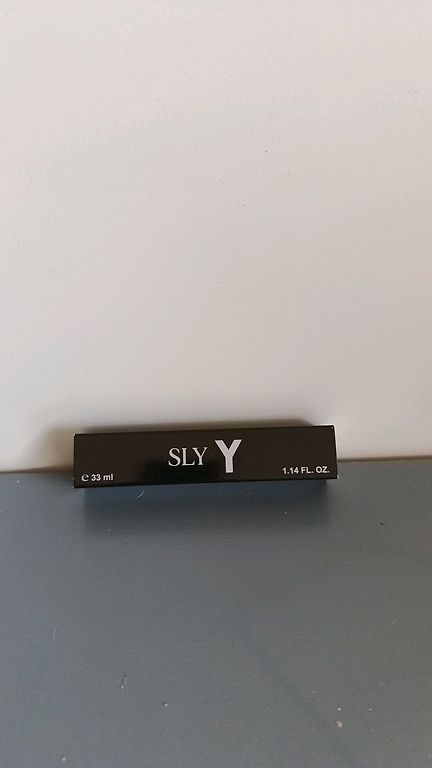 SLY Y
℮ 33 ml
1.14 FL. OZ.